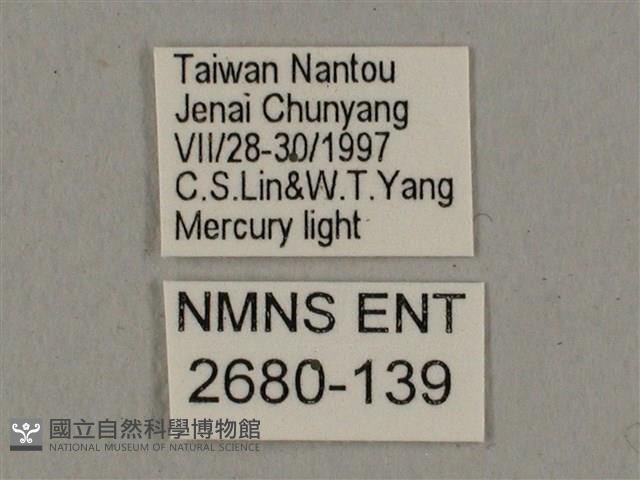 Taiwan Nantou
Jenai Chunyang
VII/28-30/1997
C.S.Lin&W.T.Yang
Mercury light
NMNS ENT
2680-139
國立自然科學博物館
NATIONAL MUSEUM OF NATURAL SCIENCE